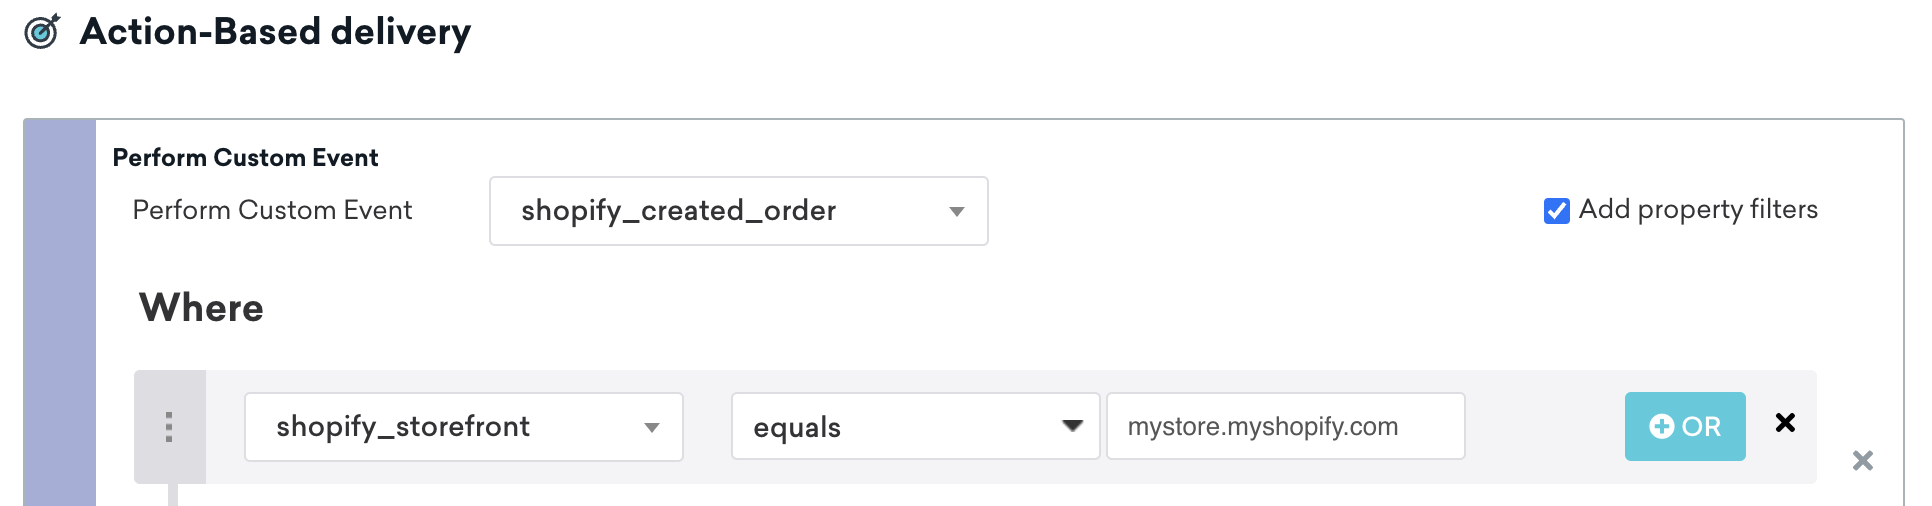 Action-Based delivery
Perform Custom Event
Perform Custom Event shopify_created_order Add property filters
Where
shopify_storefront equals mystore.myshopify.com OR